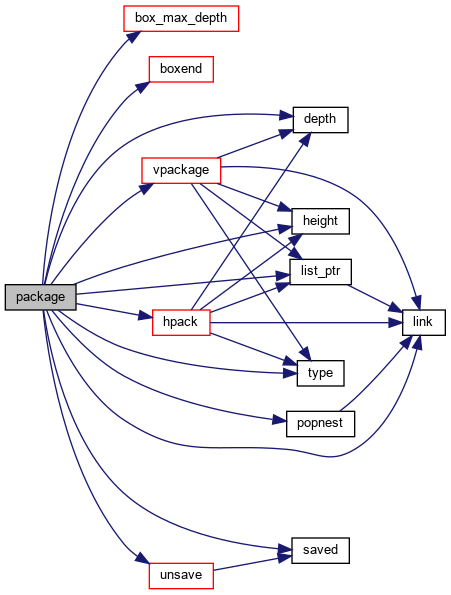 box_max_depth
boxend
depth
vpackage
height
list_ptr
package
hpack
link
type
popnest
saved
unsave